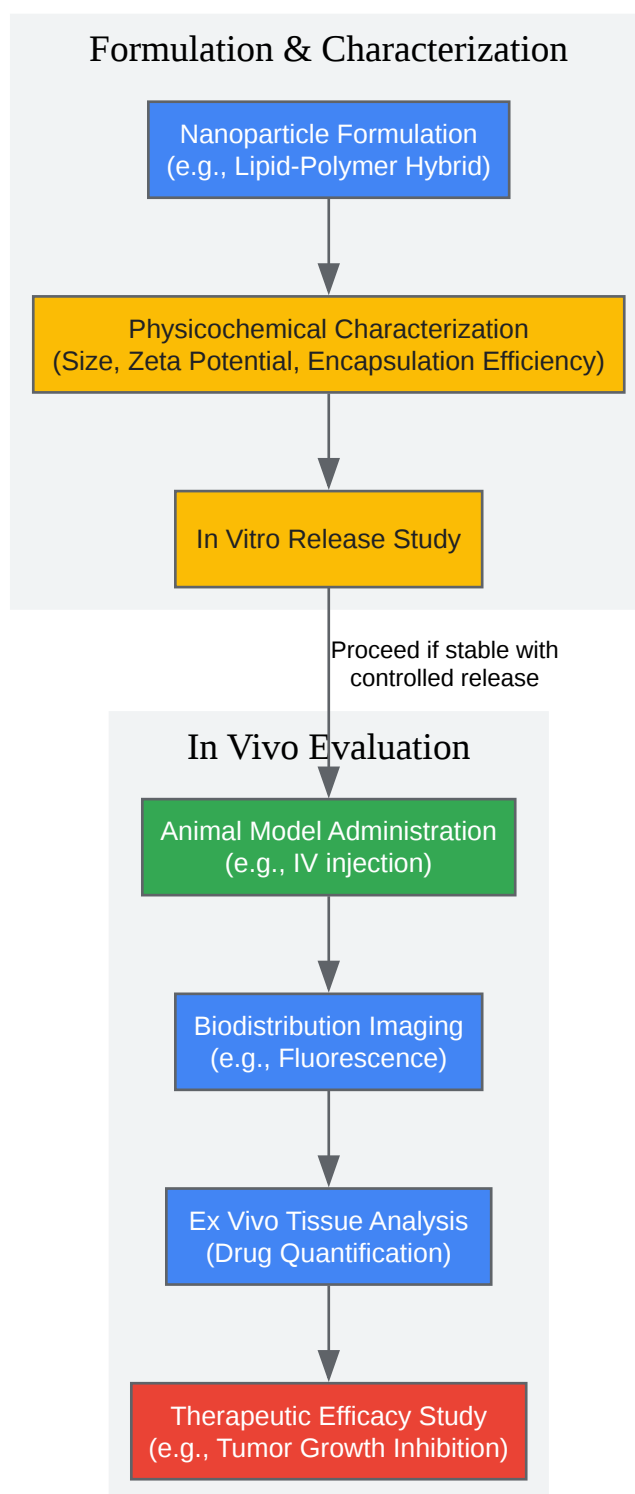 Formulation & Characterization
Nanoparticle Formulation
(e.g., Lipid-Polymer Hybrid)
Physicochemical Characterization
(Size, Zeta Potential, Encapsulation Efficiency)
In Vitro Release Study
Proceed if stable with
controlled release
In Vivo Evaluation
Animal Model Administration
(e.g., IV injection)
Biodistribution Imaging
(e.g., Fluorescence)
Ex Vivo Tissue Analysis
(Drug Quantification)
Therapeutic Efficacy Study
(e.g., Tumor Growth Inhibition)